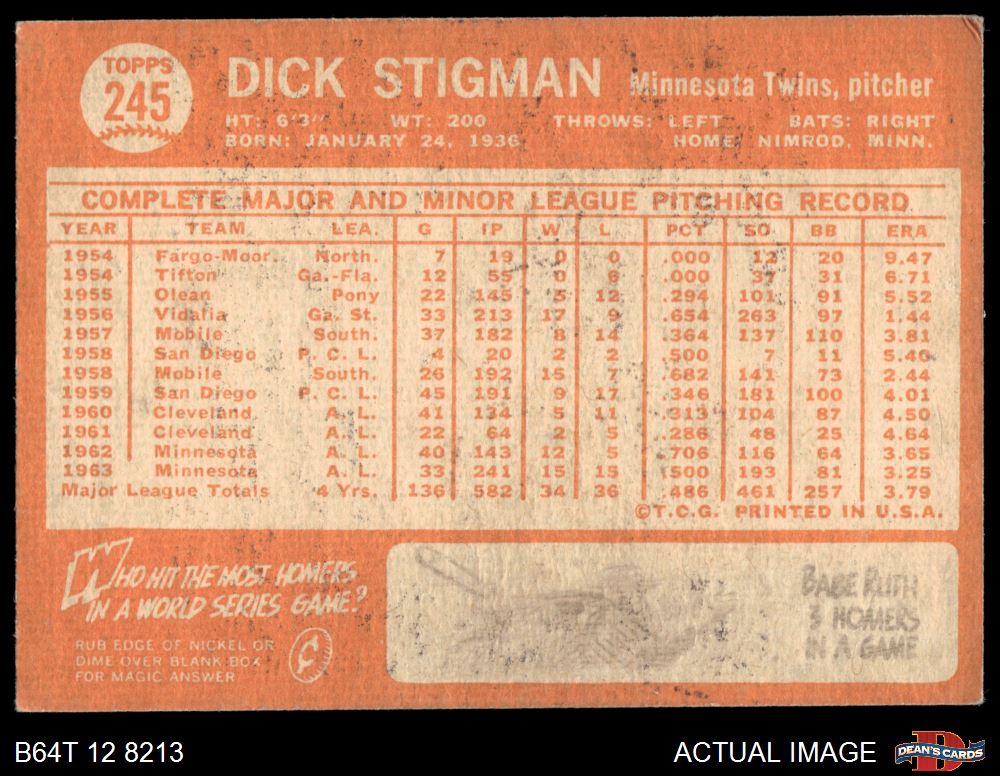 TOPPS
245
DICK STIGMAN Minnesota Twins, pitcher
HT: 6'3" WT: 200 THROWS: LEFT BATS: RIGHT
BORN: JANUARY 24, 1936 HOME: NIMROD, MINN.
COMPLETE MAJOR AND MINOR LEAGUE PITCHING RECORD
YEAR TEAM LEA. G IP W L PCT SO BB ERA
1954 Fargo-Moor. North. 7 19 0 0 .000 12 20 9.47
1954 Tifton Ga.-Fla. 12 55 0 6 .000 31 6.71
1955 Olean Pony 22 145 5 12 .294 101 91 5.52
1956 Vidalia Ga. St. 33 213 17 9 .654 263 97 1.44
1957 Mobile South. 37 182 8 14 .364 137 110 3.81
1958 San Diego P. C. L. 4 20 2 2 .500 7 11 5.40
1958 Mobile South. 26 192 15 7 .682 141 73 2.44
1959 San Diego P. C. L. 45 191 9 17 .346 181 100 4.01
1960 Cleveland A. L. 41 134 5 11 .313 104 87 4.50
1961 Cleveland A. L. 22 64 2 5 .286 48 25 4.64
1962 Minnesota A. L. 40 143 12 5 .706 116 64 3.65
1963 Minnesota A. L. 33 241 15 15 .500 193 81 3.25
Major League Totals 4 Yrs. 136 582 34 36 .486 461 257 3.79
©T.C.G. PRINTED IN U.S.A.
WHO HIT THE MOST HOMERS
IN A WORLD SERIES GAME?
RUB EDGE OF NICKEL OR
DIME OVER BLANK BOX
FOR MAGIC ANSWER
BABE RUTH
3 HOMERS
IN A GAME
B64T 12 8213 ACTUAL IMAGE DEAN'S CARDS